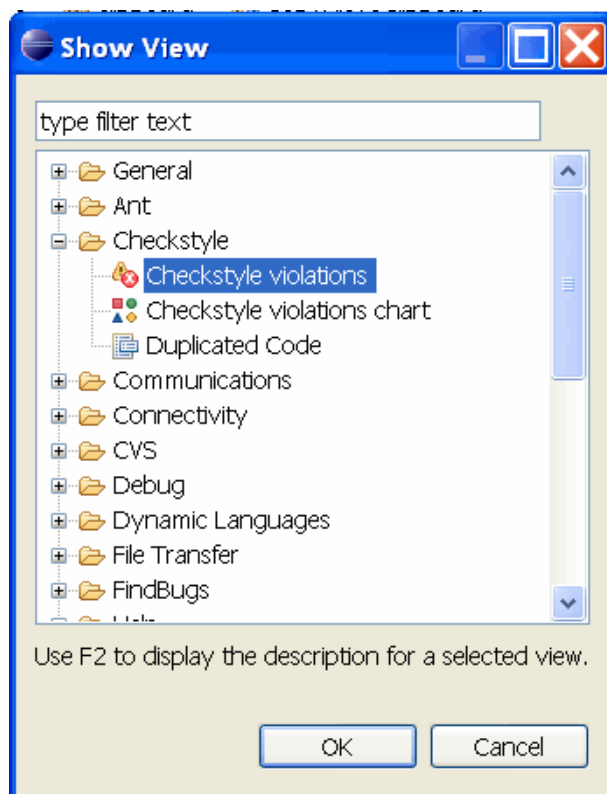 Show View
type filter text
General
Ant
Checkstyle
Checkstyle violations
Checkstyle violations chart
Duplicated Code
Communications
Connectivity
CVS
Debug
Dynamic Languages
File Transfer
FindBugs
Use F2 to display the description for a selected view.
OK Cancel